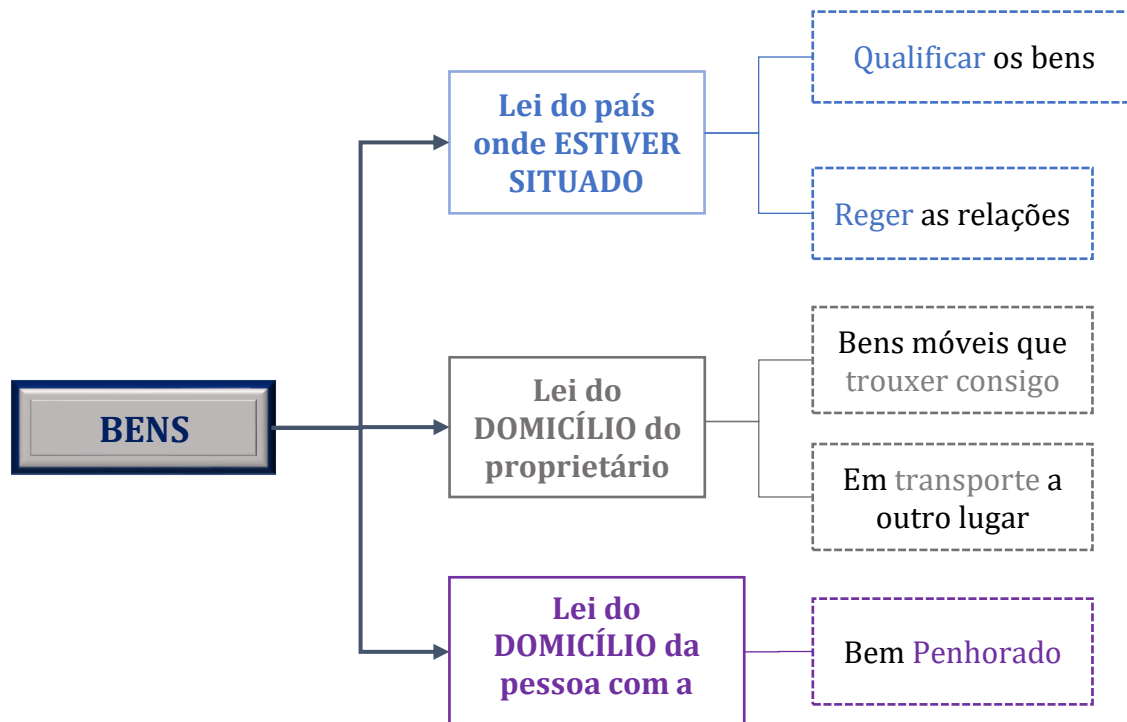 BENS
Lei do país
onde ESTIVER
SITUADO
Qualificar os bens
Reger as relações
Lei do
DOMICÍLIO do
proprietário
Bens móveis que
trouxer consigo
Em transporte a
outro lugar
Lei do
DOMICÍLIO da
pessoa com a
Bem Penhorado